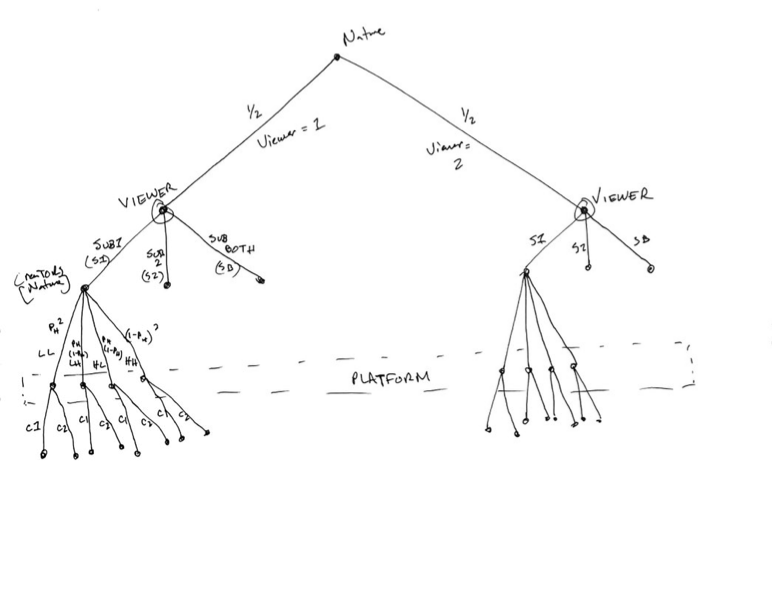 Nature
1/2
Viewer = 1
1/2
Viewer =
2
VIEWER
VIEWER
SUB1
(S1)
SUB
2
(S2)
SUB
BOTH
(SB)
S1
S2
SB
[Nature]
P_H^2
LL
P_H
(1-P_H)
LH
P_H
(1-P_H)
HL
(1-P_H)^2
HH
PLATFORM
C1
C2
C1
C2
C1
C2
C1
C2